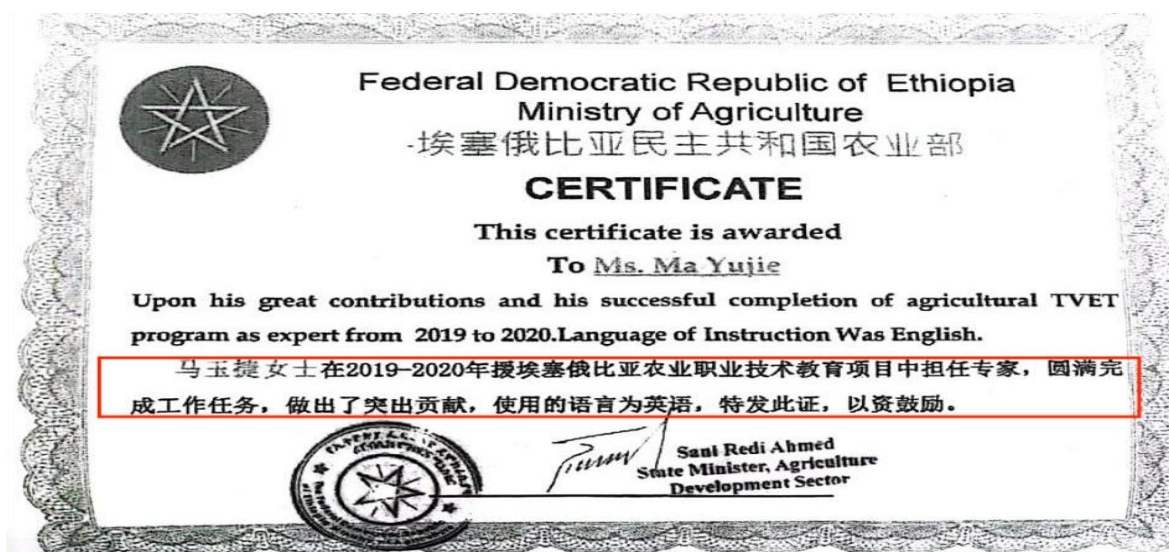 Federal Democratic Republic of Ethiopia
Ministry of Agriculture
埃塞俄比亚民主共和国农业部
CERTIFICATE
This certificate is awarded
To Ms. Ma Yujie
Upon his great contributions and his successful completion of agricultural TVET
program as expert from 2019 to 2020.Language of Instruction Was English.
马玉捷女士在2019-2020年援埃塞俄比亚农业职业技术教育项目中担任专家，圆满完
成工作任务，做出了突出贡献，使用的语言为英语，特发此证，以资鼓励。
Sani Redi Ahmed
State Minister, Agriculture
Development Sector